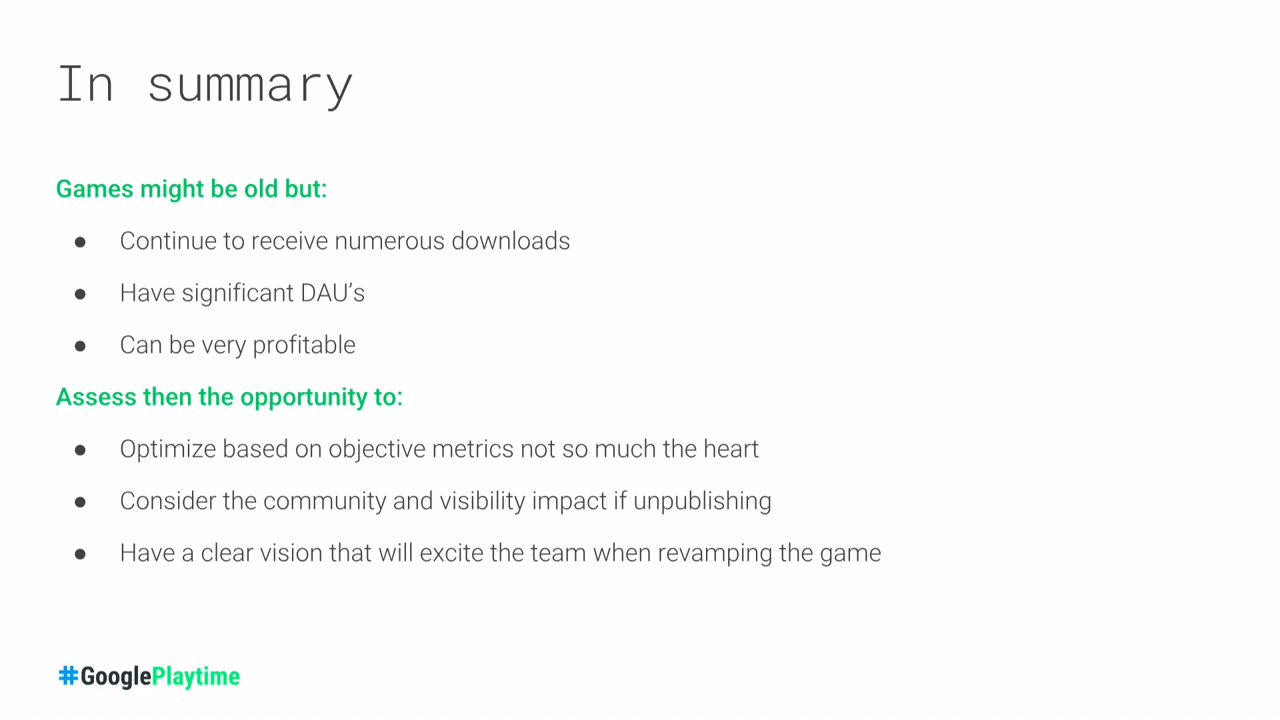 In summary
Games might be old but:
● Continue to receive numerous downloads
● Have significant DAU’s
● Can be very profitable
Assess then the opportunity to:
● Optimize based on objective metrics not so much the heart
● Consider the community and visibility impact if unpublishing
● Have a clear vision that will excite the team when revamping the game
#GooglePlaytime